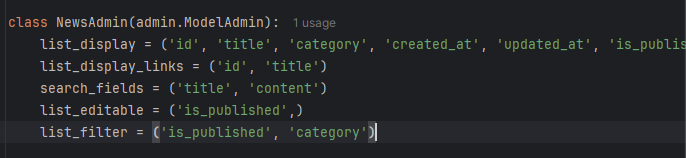 class NewsAdmin(admin.ModelAdmin): 1 usage
    list_display = ('id', 'title', 'category', 'created_at', 'updated_at', 'is_publis
    list_display_links = ('id', 'title')
    search_fields = ('title', 'content')
    list_editable = ('is_published',)
    list_filter = ('is_published', 'category')